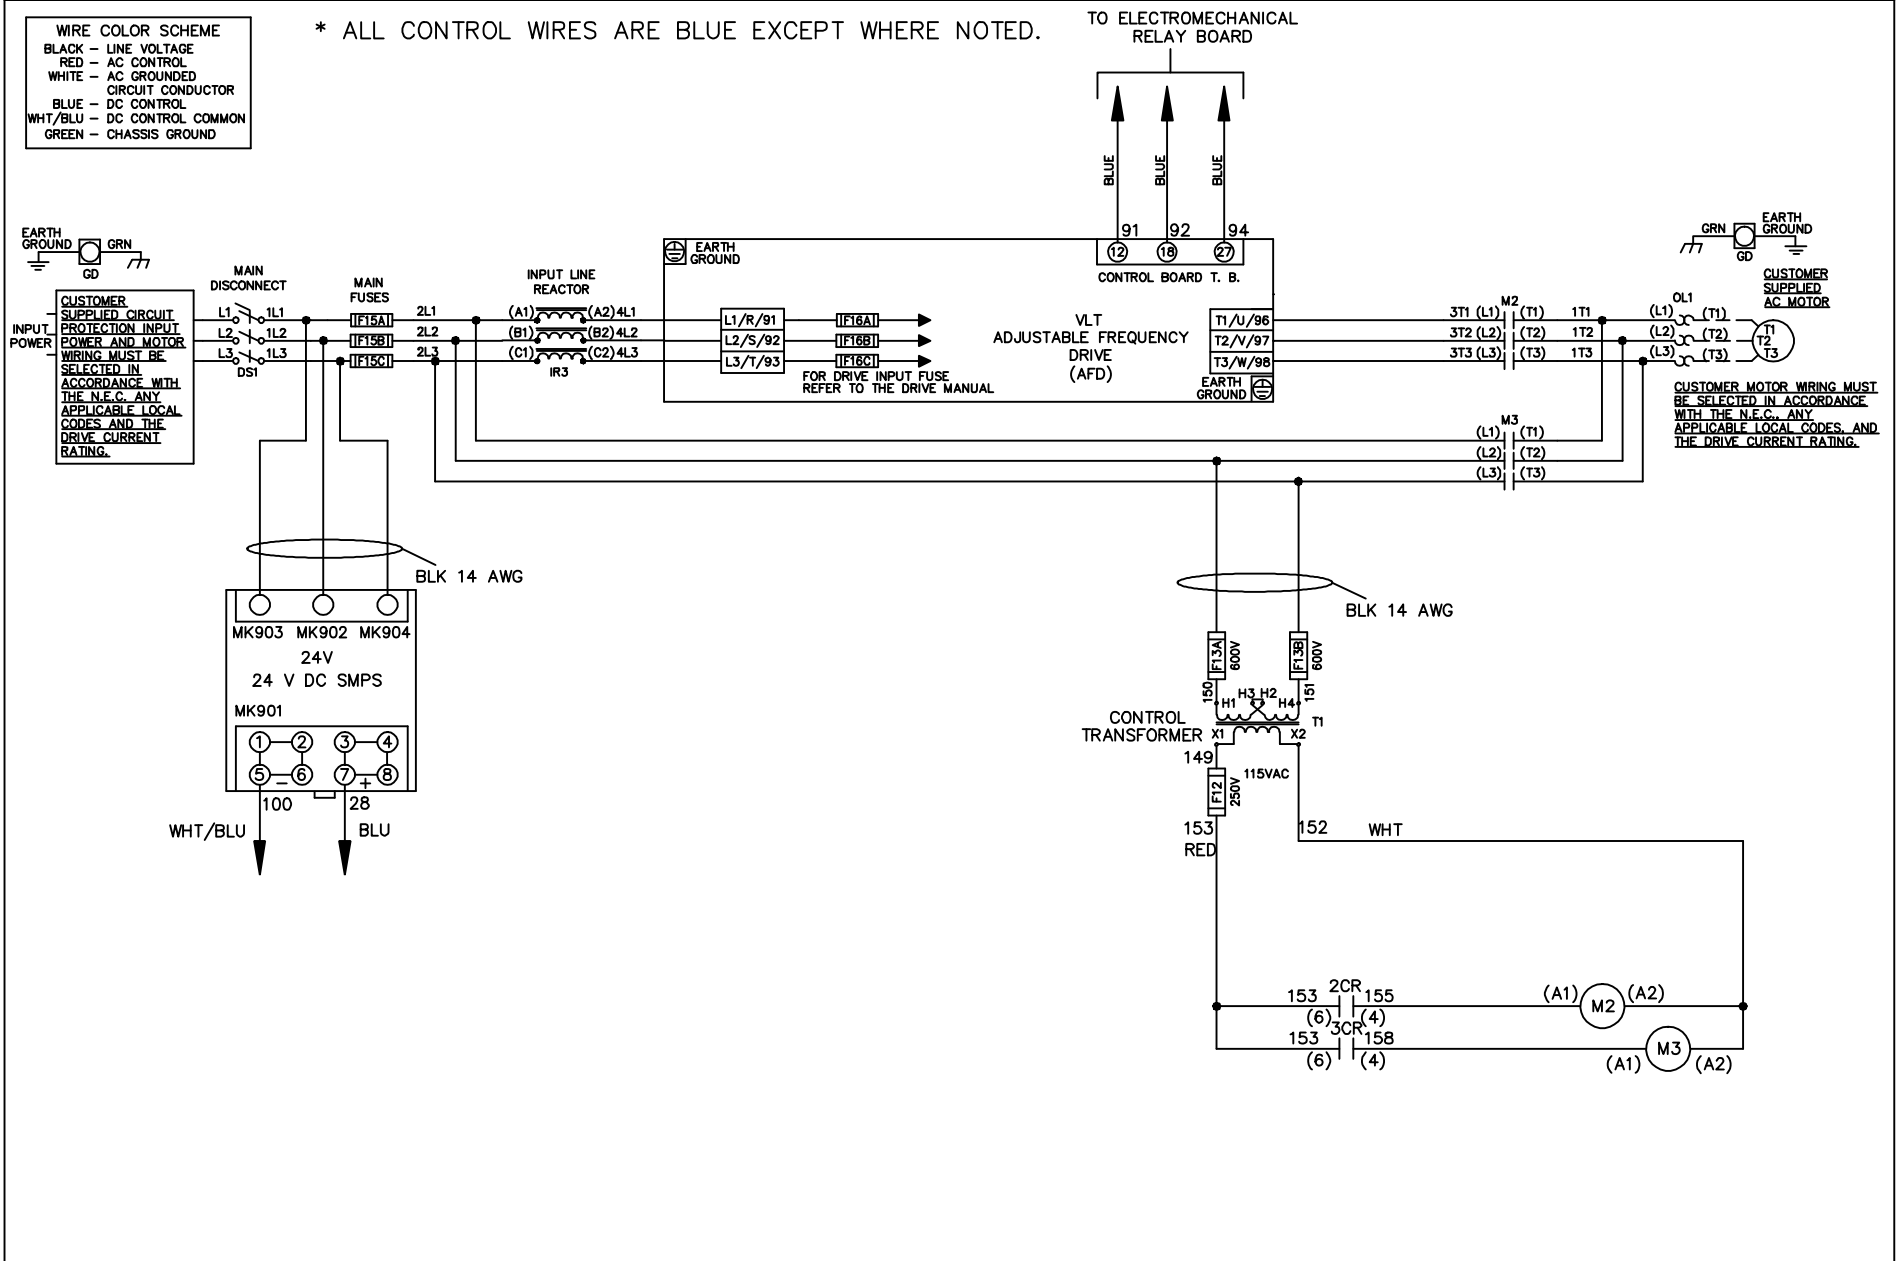 WIRE COLOR SCHEME
BLACK – LINE VOLTAGE
RED – AC CONTROL
WHITE – AC GROUNDED
CIRCUIT CONDUCTOR
BLUE – DC CONTROL
WHT/BLU – DC CONTROL COMMON
GREEN – CHASSIS GROUND
* ALL CONTROL WIRES ARE BLUE EXCEPT WHERE NOTED.
TO ELECTROMECHANICAL
RELAY BOARD
BLUE
BLUE
BLUE
91 92 94
12 18 27
CONTROL BOARD T. B.
EARTH
GROUND
GRN
GD
INPUT
POWER
CUSTOMER
SUPPLIED CIRCUIT
PROTECTION INPUT
POWER AND MOTOR
WIRING MUST BE
SELECTED IN
ACCORDANCE WITH
THE N.E.C. ANY
APPLICABLE LOCAL
CODES AND THE
DRIVE CURRENT
RATING.
MAIN
DISCONNECT
L1 1L1
L2 1L2
L3 1L3
DS1
MAIN
FUSES
F15A
F15B
F15C
2L1
2L2
2L3
INPUT LINE
REACTOR
(A1) (A2) 4L1
(B1) (B2) 4L2
(C1) (C2) 4L3
IR3
EARTH
GROUND
L1/R/91
L2/S/92
L3/T/93
F16A
F16B
F16C
FOR DRIVE INPUT FUSE
REFER TO THE DRIVE MANUAL
VLT
ADJUSTABLE FREQUENCY
DRIVE
(AFD)
T1/U/96
T2/V/97
T3/W/98
EARTH
GROUND
M2
3T1 (L1) (T1) 1T1
3T2 (L2) (T2) 1T2
3T3 (L3) (T3) 1T3
M3
(L1) (T1)
(L2) (T2)
(L3) (T3)
OL1
(L1) (T1)
(L2) (T2)
(L3) (T3)
T1
T2
T3
GRN
GD
EARTH
GROUND
CUSTOMER
SUPPLIED
AC MOTOR
CUSTOMER MOTOR WIRING MUST
BE SELECTED IN ACCORDANCE
WITH THE N.E.C., ANY
APPLICABLE LOCAL CODES, AND
THE DRIVE CURRENT RATING.
BLK 14 AWG
MK903 MK902 MK904
24V
24 V DC SMPS
MK901
1 2 3 4
5 6 7 8
– +
100 28
WHT/BLU BLU
BLK 14 AWG
F13A 600V
F13B 600V
150 151
H1 H3 H2 H4
CONTROL
TRANSFORMER
T1
X1 X2
149
115VAC
F12 250V
153
RED
152 WHT
2CR
153 155
(6) (4)
(A1) M2 (A2)
3CR
153 158
(6) (4)
(A1) M3 (A2)